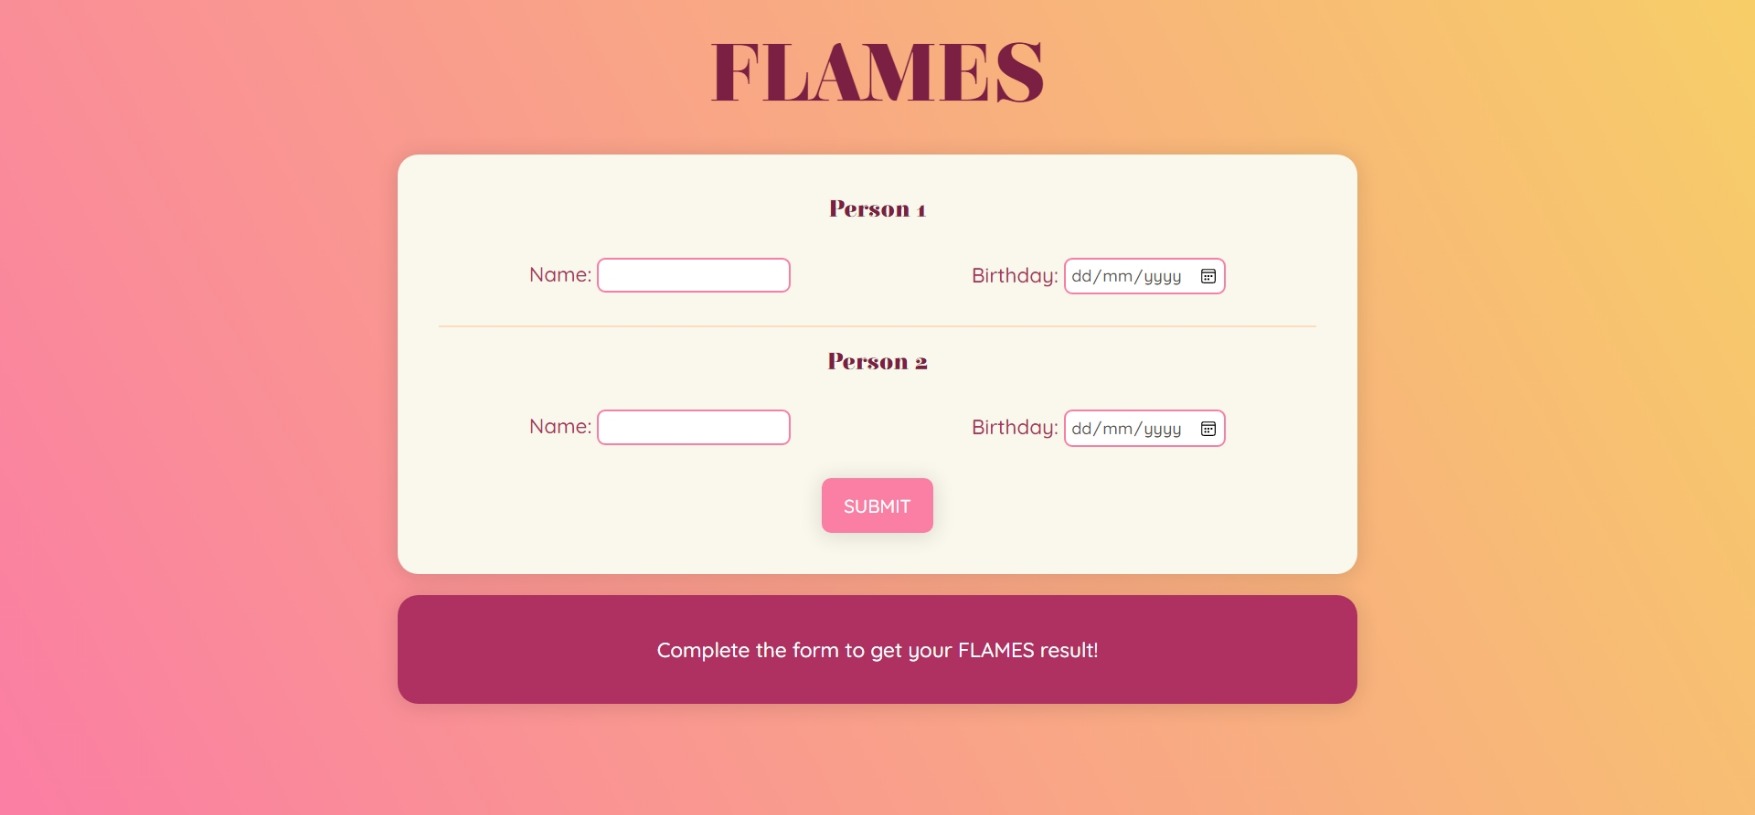 FLAMES
Person 1
Name: Birthday: dd/mm/yyyy
Person 2
Name: Birthday: dd/mm/yyyy
SUBMIT
Complete the form to get your FLAMES result!